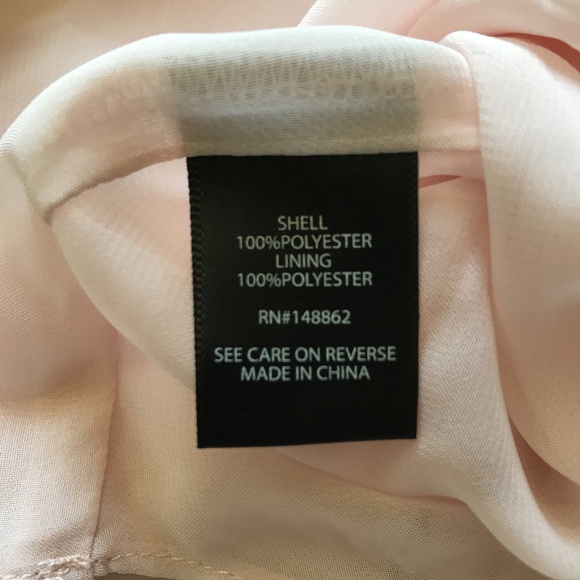 SHELL
100%POLYESTER
LINING
100%POLYESTER
RN#148862
SEE CARE ON REVERSE
MADE IN CHINA